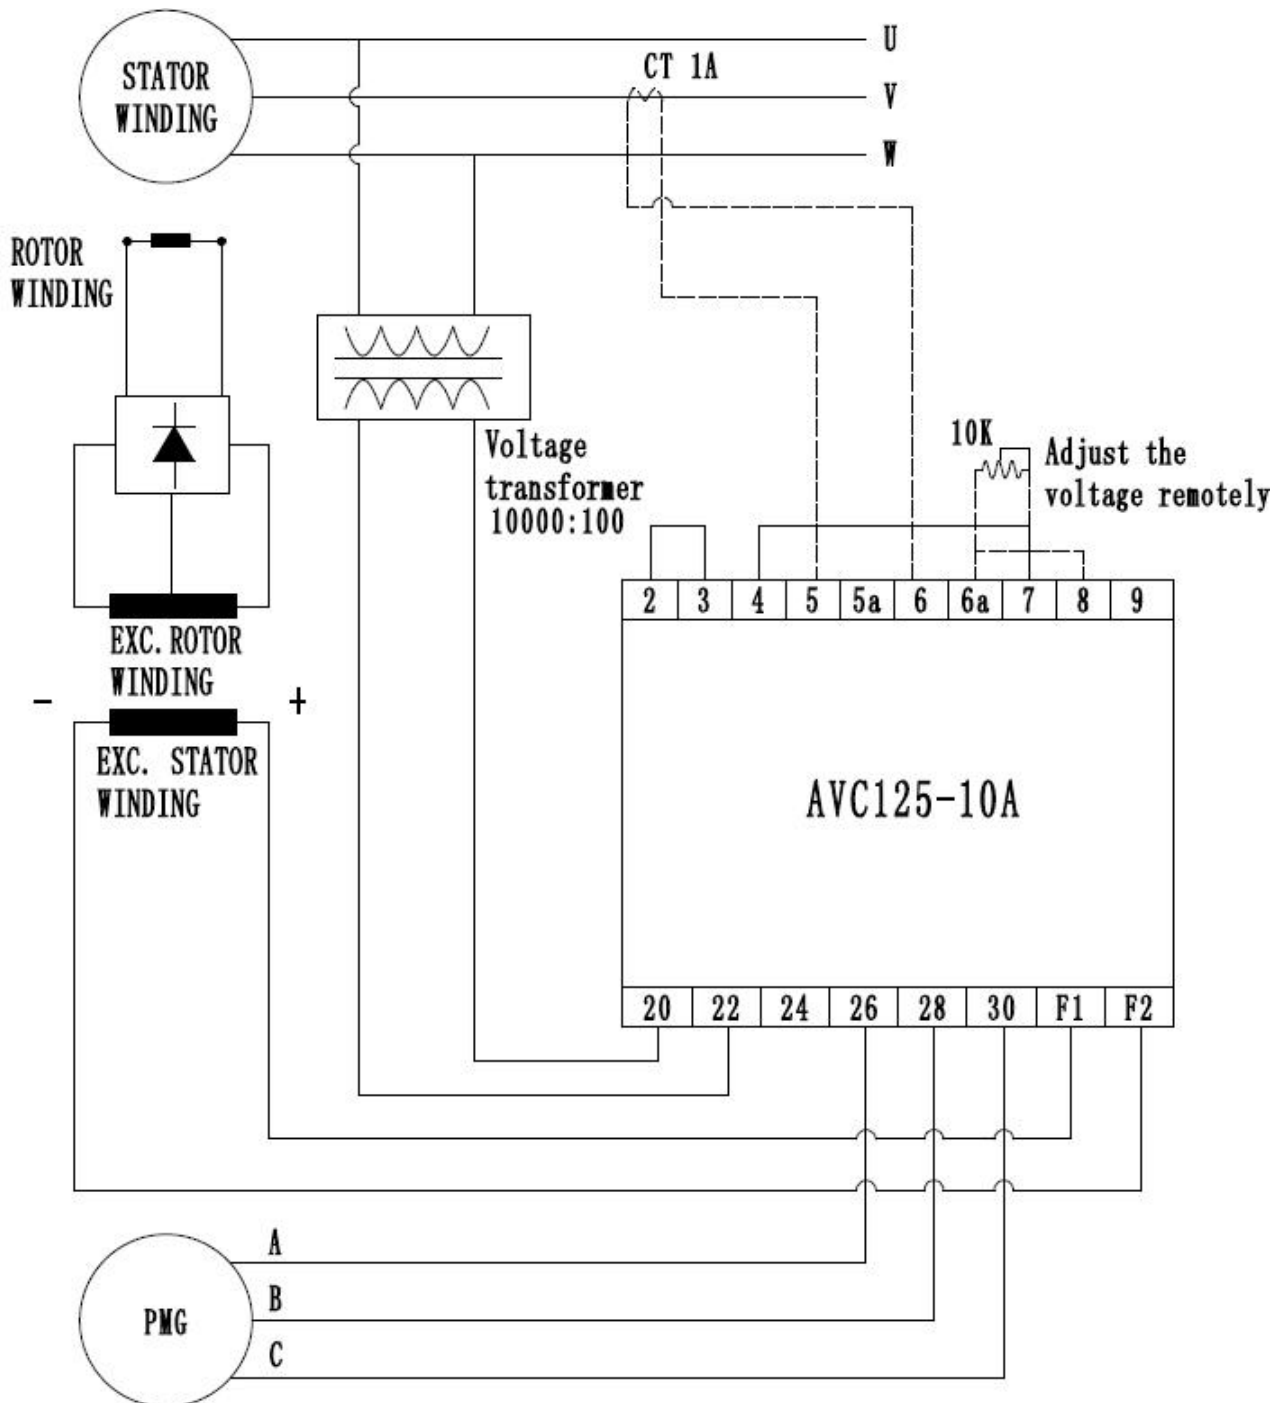 U
CT 1A
STATOR
WINDING
V
W
ROTOR
WINDING
Voltage
transformer
10000:100
10K
Adjust the
voltage remotely
2 3 4 5 5a 6 6a 7 8 9
EXC. ROTOR
WINDING
- +
EXC. STATOR
WINDING
AVC125-10A
20 22 24 26 28 30 F1 F2
A
B
PMG
C